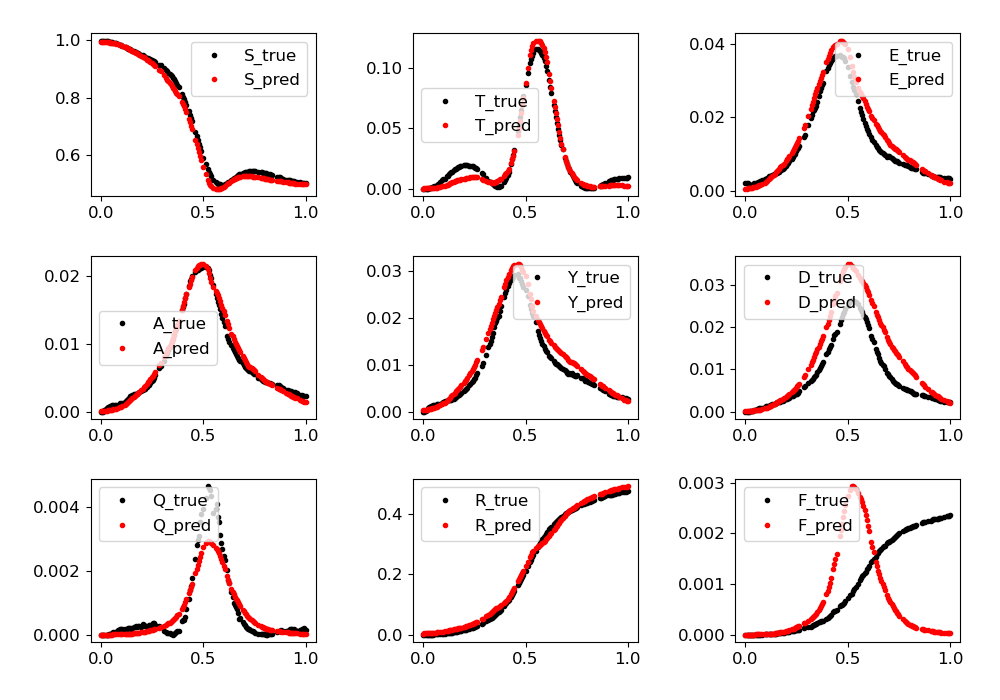 1.0
0.8
0.6
S_true
S_pred
0.0 0.5 1.0
0.10
0.05
0.00
T_true
T_pred
0.0 0.5 1.0
0.04
0.02
0.00
E_true
E_pred
0.0 0.5 1.0
0.02
0.01
0.00
A_true
A_pred
0.0 0.5 1.0
0.03
0.02
0.01
0.00
Y_true
Y_pred
0.0 0.5 1.0
0.03
0.02
0.01
0.00
D_true
D_pred
0.0 0.5 1.0
0.004
0.002
0.000
Q_true
Q_pred
0.0 0.5 1.0
0.4
0.2
0.0
R_true
R_pred
0.0 0.5 1.0
0.003
0.002
0.001
0.000
F_true
F_pred
0.0 0.5 1.0